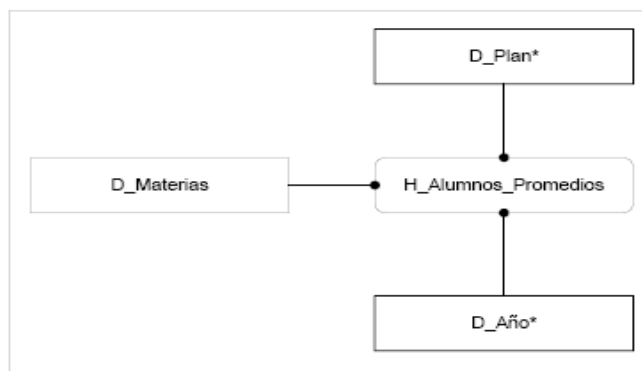 D_Plan*
D_Materias
H_Alumnos_Promedios
D_Año*